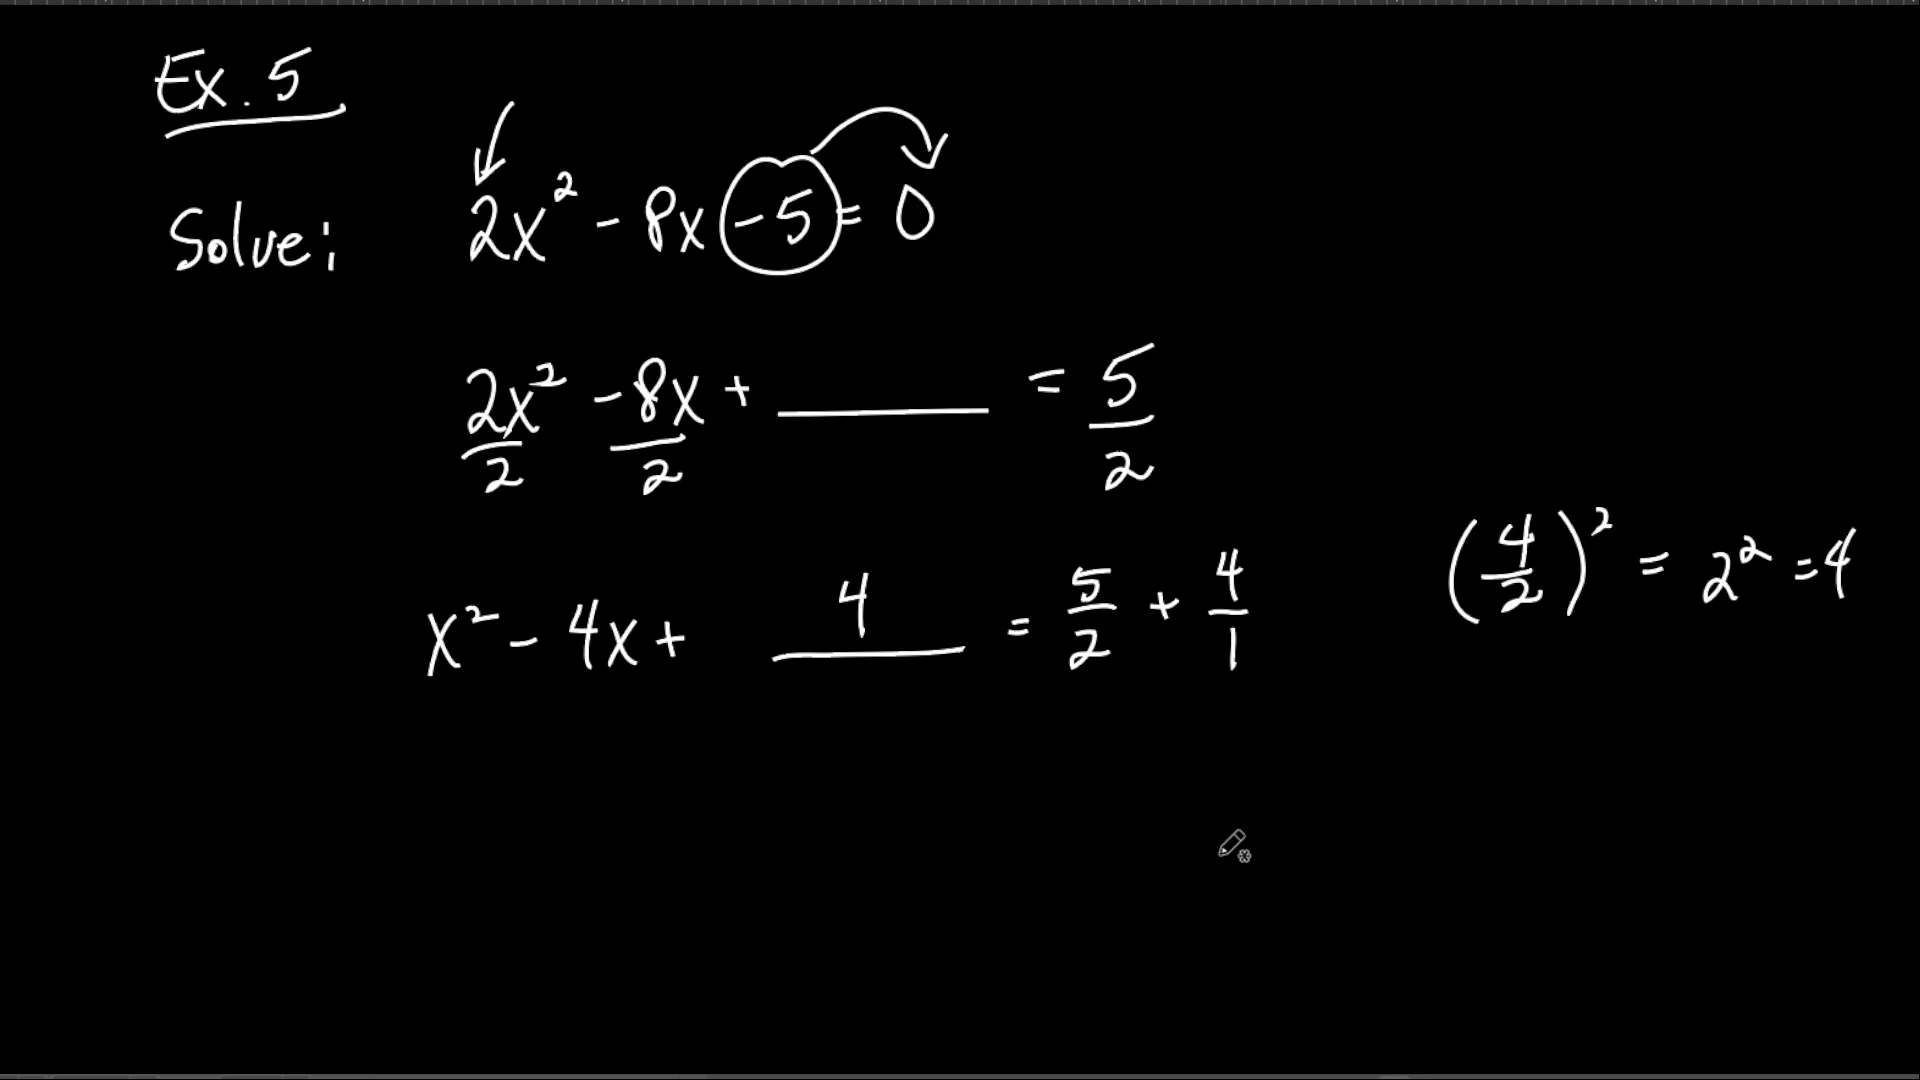 Ex. 5
Solve: 2x² - 8x - 5 = 0
2x²/2 - 8x/2 + ____ = 5/2
x² - 4x + 4 = 5/2 + 4/1
(4/2)² = 2² = 4